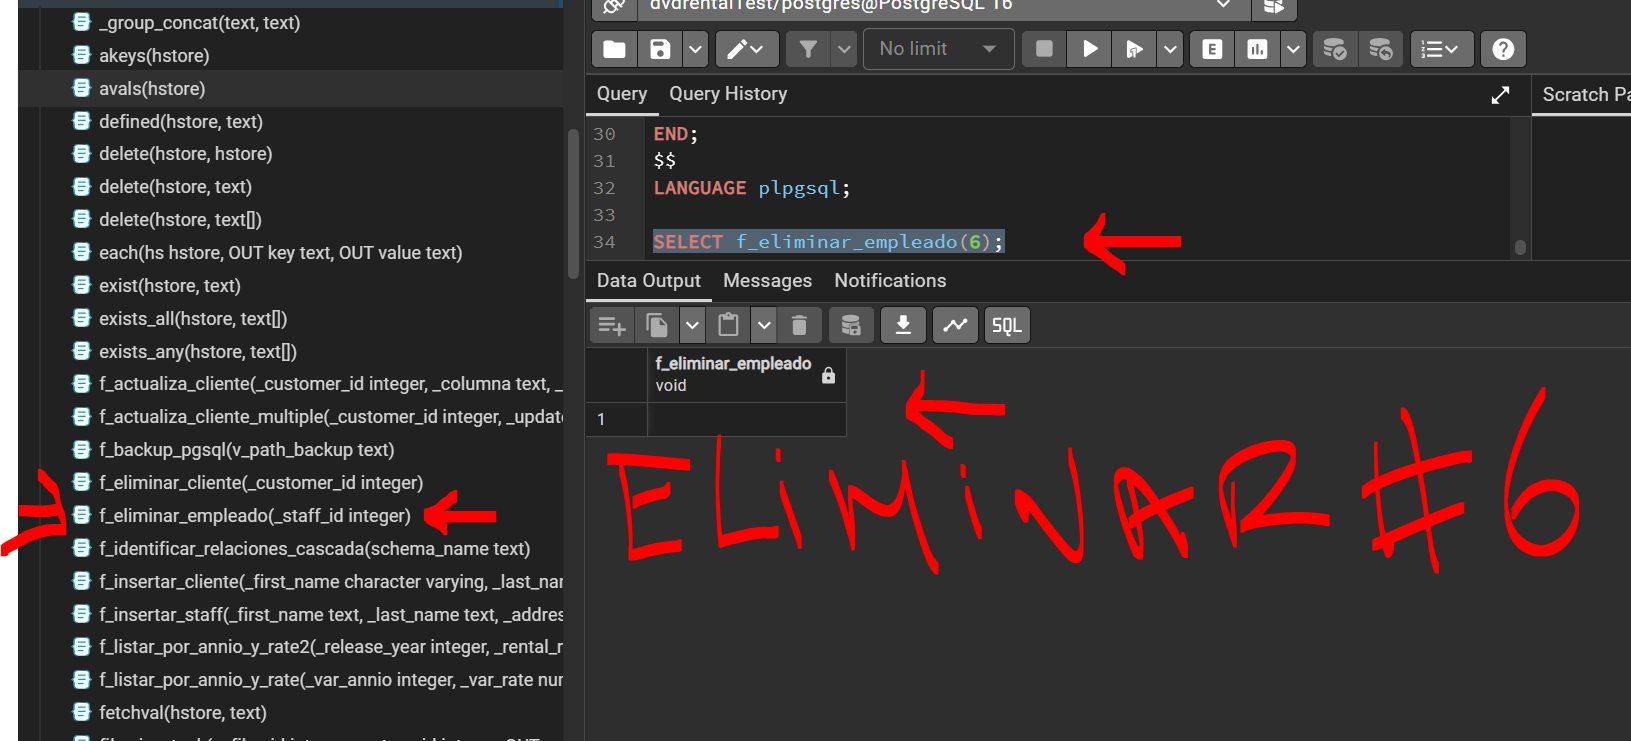 _group_concat(text, text)
akeys(hstore)
avals(hstore)
defined(hstore, text)
delete(hstore, hstore)
delete(hstore, text)
delete(hstore, text[])
each(hs hstore, OUT key text, OUT value text)
exist(hstore, text)
exists_all(hstore, text[])
exists_any(hstore, text[])
f_actualiza_cliente(_customer_id integer, _columna text, _
f_actualiza_cliente_multiple(_customer_id integer, _update
f_backup_pgsql(v_path_backup text)
f_eliminar_cliente(_customer_id integer)
f_eliminar_empleado(_staff_id integer)
f_identificar_relaciones_cascada(schema_name text)
f_insertar_cliente(_first_name character varying, _last_nar
f_insertar_staff(_first_name text, _last_name text, _addres
f_listar_por_annio_y_rate2(_release_year integer, _rental_r
f_listar_por_annio_y_rate(_var_annio integer, _var_rate nur
fetchval(hstore, text)
dvdrentalTest/postgres@PostgreSQL 16
No limit
E
Query Query History
Scratch Pa
30 END;
31 $$
32 LANGUAGE plpgsql;
33
34 SELECT f_eliminar_empleado(6);
Data Output Messages Notifications
SQL
f_eliminar_empleado
void
1
ELiMiNAR #6